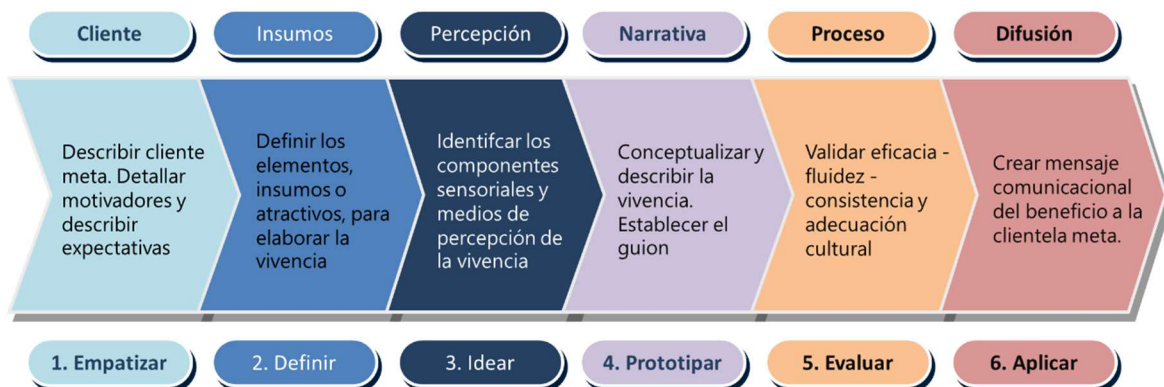 Cliente
Insumos
Percepción
Narrativa
Proceso
Difusión
Describir cliente
meta. Detallar
motivadores y
describir
expectativas
Definir los
elementos,
insumos o
atractivos, para
elaborar la
vivencia
Identifcar los
componentes
sensoriales y
medios de
percepción de
la vivencia
Conceptualizar y
describir la
vivencia.
Establecer el
guion
Validar eficacia -
fluidez -
consistencia y
adecuación
cultural
Crear mensaje
comunicacional
del beneficio a la
clientela meta.
1. Empatizar
2. Definir
3. Idear
4. Prototipar
5. Evaluar
6. Aplicar